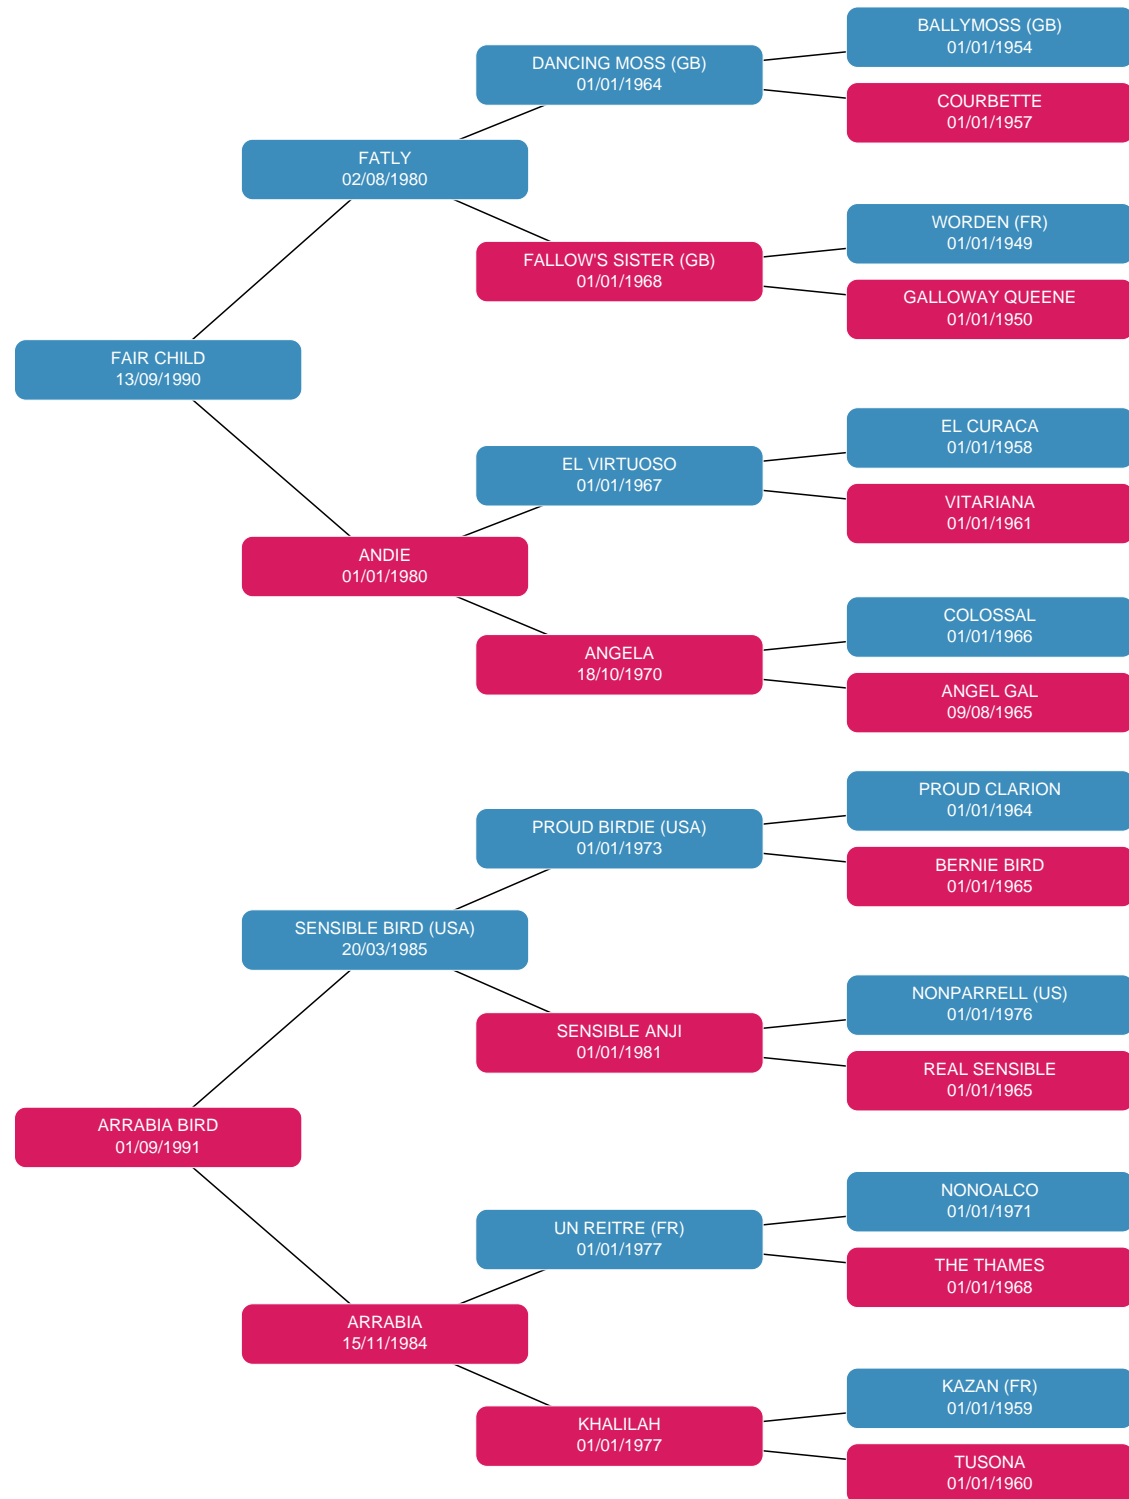 BALLYMOSS (GB)
01/01/1954
DANCING MOSS (GB)
01/01/1964
COURBETTE
01/01/1957
FATLY
02/08/1980
WORDEN (FR)
01/01/1949
FALLOW'S SISTER (GB)
01/01/1968
GALLOWAY QUEENE
01/01/1950
FAIR CHILD
13/09/1990
EL CURACA
01/01/1958
EL VIRTUOSO
01/01/1967
VITARIANA
01/01/1961
ANDIE
01/01/1980
COLOSSAL
01/01/1966
ANGELA
18/10/1970
ANGEL GAL
09/08/1965
PROUD CLARION
01/01/1964
PROUD BIRDIE (USA)
01/01/1973
BERNIE BIRD
01/01/1965
SENSIBLE BIRD (USA)
20/03/1985
NONPARRELL (US)
01/01/1976
SENSIBLE ANJI
01/01/1981
REAL SENSIBLE
01/01/1965
ARRABIA BIRD
01/09/1991
NONOALCO
01/01/1971
UN REITRE (FR)
01/01/1977
THE THAMES
01/01/1968
ARRABIA
15/11/1984
KAZAN (FR)
01/01/1959
KHALILAH
01/01/1977
TUSONA
01/01/1960